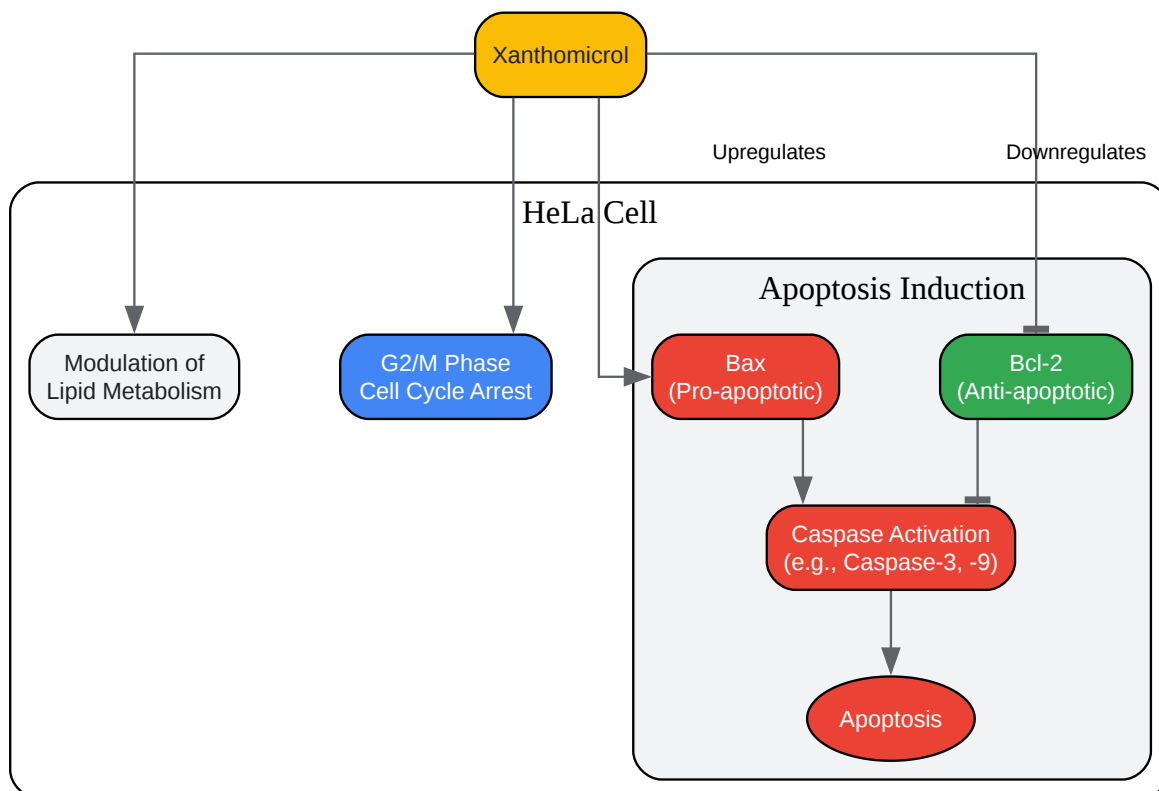 Xanthomicrol
Upregulates
Downregulates
HeLa Cell
Apoptosis Induction
Modulation of
Lipid Metabolism
G2/M Phase
Cell Cycle Arrest
Bax
(Pro-apoptotic)
Bcl-2
(Anti-apoptotic)
Caspase Activation
(e.g., Caspase-3, -9)
Apoptosis